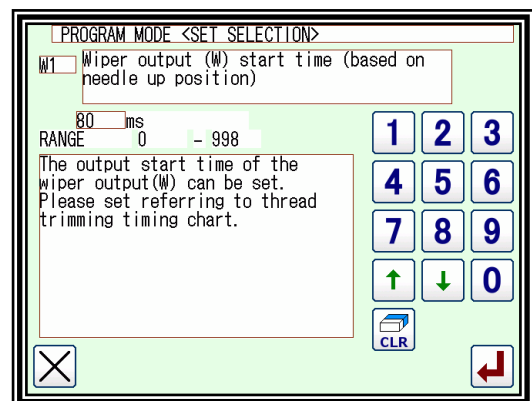 PROGRAM MODE <SET SELECTION>
W1 Wiper output (W) start time (based on
needle up position)
80 ms
RANGE 0 - 998
The output start time of the
wiper output(W) can be set.
Please set referring to thread
trimming timing chart.
1 2 3
4 5 6
7 8 9
↑ ↓ 0
CLR